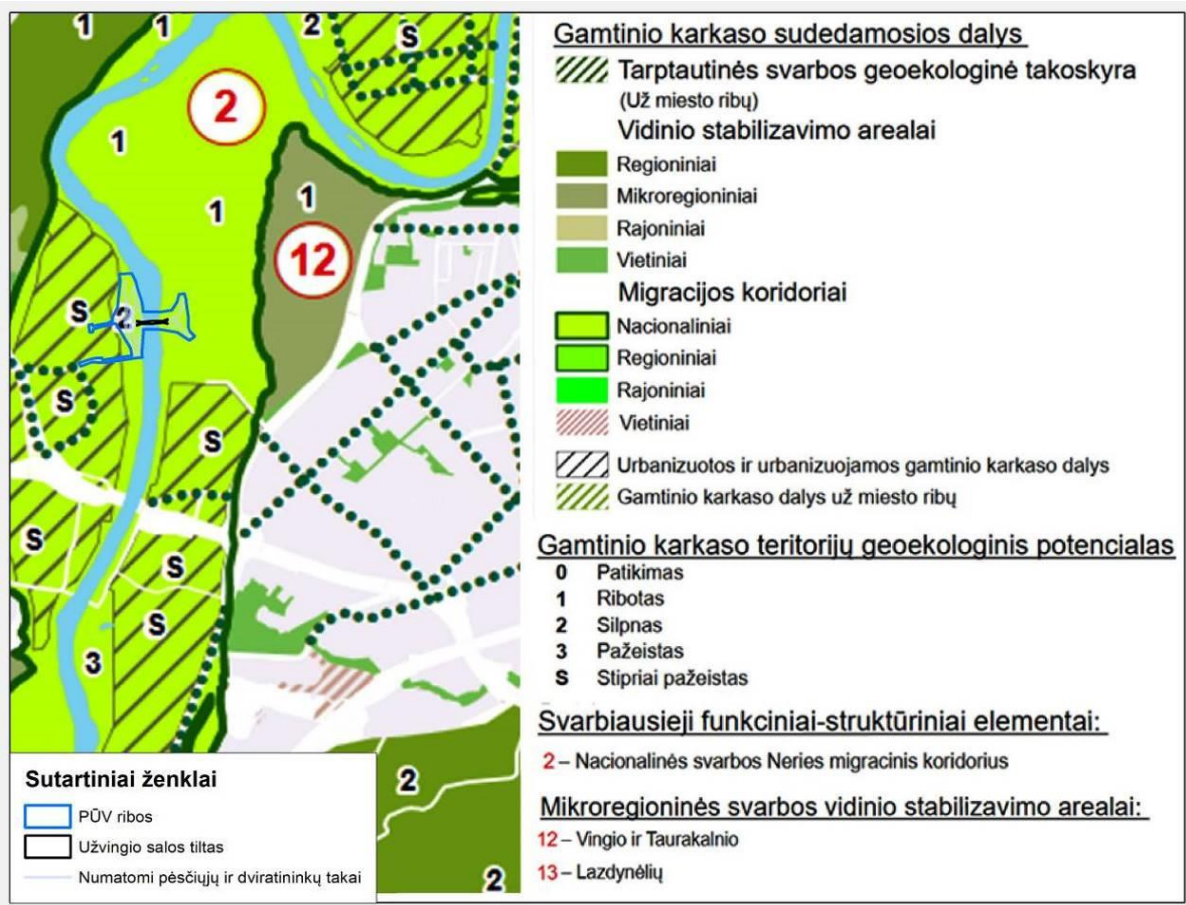 1
1
2
S
2
1
1
1
12
S
2
S
S
S
S
S
3
2
2
Sutartiniai ženklai
PŪV ribos
Užvingio salos tiltas
Numatomi pėsčiųjų ir dviratininkų takai
Gamtinio karkaso sudedamosios dalys
Tarptautinės svarbos geoekologinė takoskyra
(Už miesto ribų)
Vidinio stabilizavimo arealai
Regioniniai
Mikroregioniniai
Rajoniniai
Vietiniai
Migracijos koridoriai
Nacionaliniai
Regioniniai
Rajoniniai
Vietiniai
Urbanizuotos ir urbanizuojamos gamtinio karkaso dalys
Gamtinio karkaso dalys už miesto ribų
Gamtinio karkaso teritorijų geoekologinis potencialas
0 Patikimas
1 Ribotas
2 Silpnas
3 Pažeistas
S Stipriai pažeistas
Svarbiausieji funkciniai-struktūriniai elementai:
2 – Nacionalinės svarbos Neries migracinis koridorius
Mikroregioninės svarbos vidinio stabilizavimo arealai:
12 – Vingio ir Taurakalnio
13 – Lazdynėlių